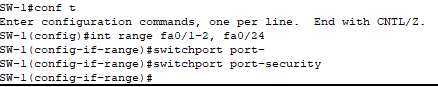 SW-1#conf t
Enter configuration commands, one per line.  End with CNTL/Z.
SW-1(config)#int range fa0/1-2, fa0/24
SW-1(config-if-range)#switchport port-
SW-1(config-if-range)#switchport port-security
SW-1(config-if-range)#